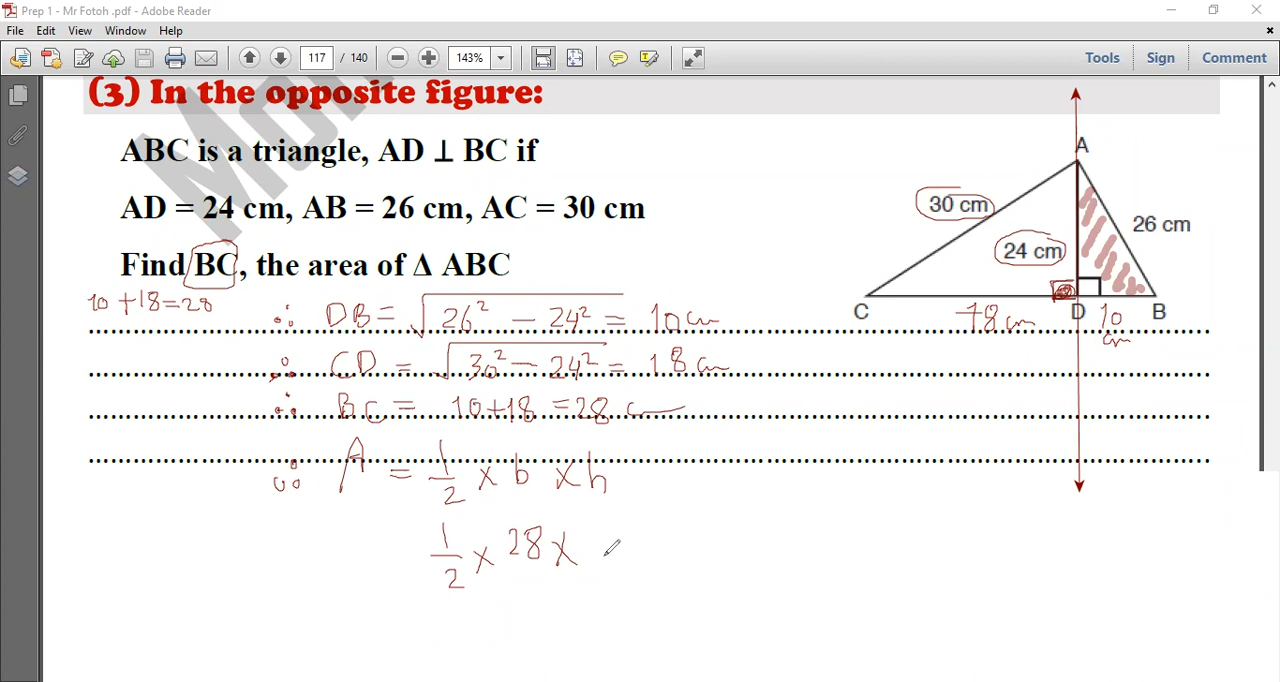 Prep 1 - Mr Fotoh .pdf - Adobe Reader
File Edit View Window Help
117 / 140 143% Tools Sign Comment
(3) In the opposite figure:
ABC is a triangle, AD ⊥ BC if
AD = 24 cm, AB = 26 cm, AC = 30 cm
Find BC, the area of Δ ABC
10 + 18 = 28
∴ DB = √26² - 24² = 10 cm
∴ CD = √30² - 24² = 18 cm
∴ BC = 10 + 18 = 28 cm
∴ A = 1/2 × b × h
1/2 × 28 ×
A
30 cm
26 cm
24 cm
C D B
18 cm 10 cm